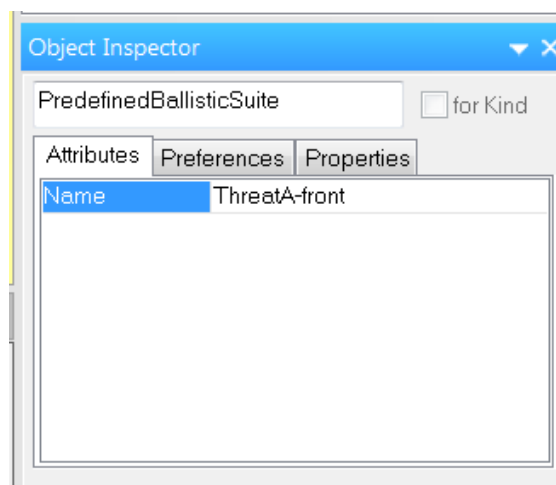 Object Inspector
PredefinedBallisticSuite for Kind
Attributes Preferences Properties
Name ThreatA-front